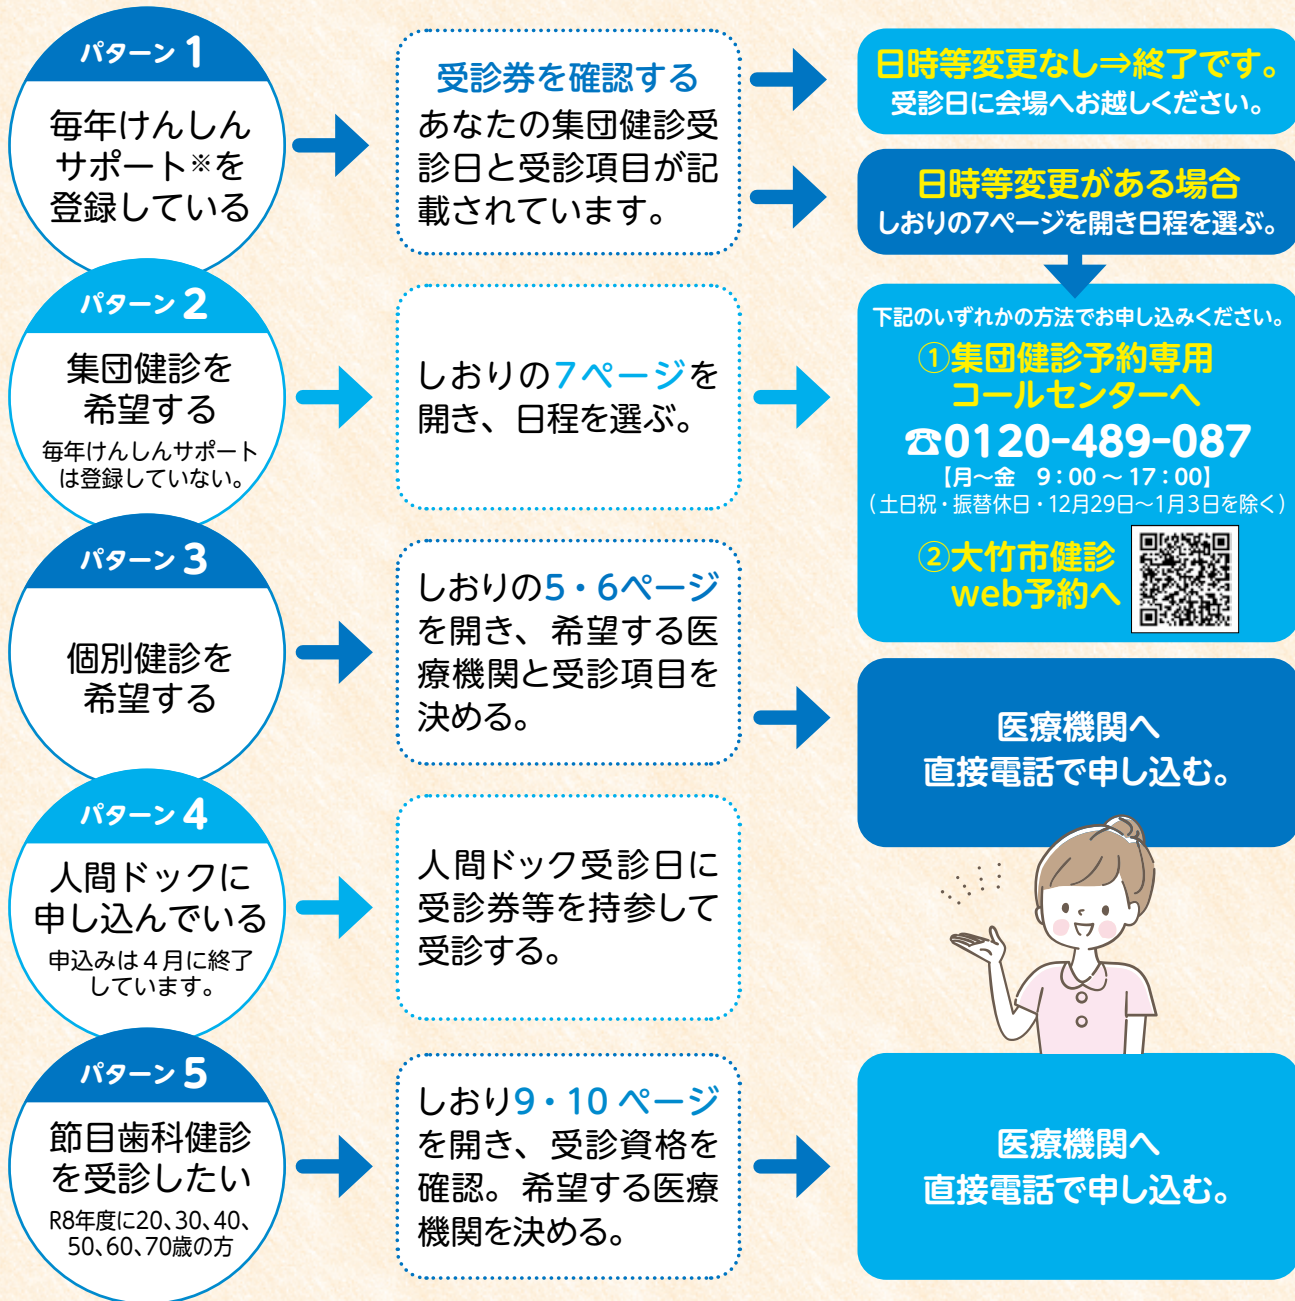 パターン 1
毎年けんしん
サポート※を
登録している
受診券を確認する
あなたの集団健診受
診日と受診項目が記
載されています。
日時等変更なし⇒終了です。
受診日に会場へお越しください。
日時等変更がある場合
しおりの7ページを開き日程を選ぶ。
パターン 2
集団健診を
希望する
毎年けんしんサポート
は登録していない。
しおりの7ページを
開き、日程を選ぶ。
下記のいずれかの方法でお申し込みください。
①集団健診予約専用
コールセンターへ
☎0120-489-087
【月～金 9:00～17:00】
(土日祝・振替休日・12月29日～1月3日を除く)
②大竹市健診
web予約へ
パターン 3
個別健診を
希望する
しおりの5・6ページ
を開き、希望する医
療機関と受診項目を
決める。
医療機関へ
直接電話で申し込む。
パターン 4
人間ドックに
申し込んでいる
申込みは4月に終了
しています。
人間ドック受診日に
受診券等を持参して
受診する。
パターン 5
節目歯科健診
を受診したい
R8年度に20、30、40、
50、60、70歳の方
しおり9・10 ページ
を開き、受診資格を
確認。希望する医療
機関を決める。
医療機関へ
直接電話で申し込む。